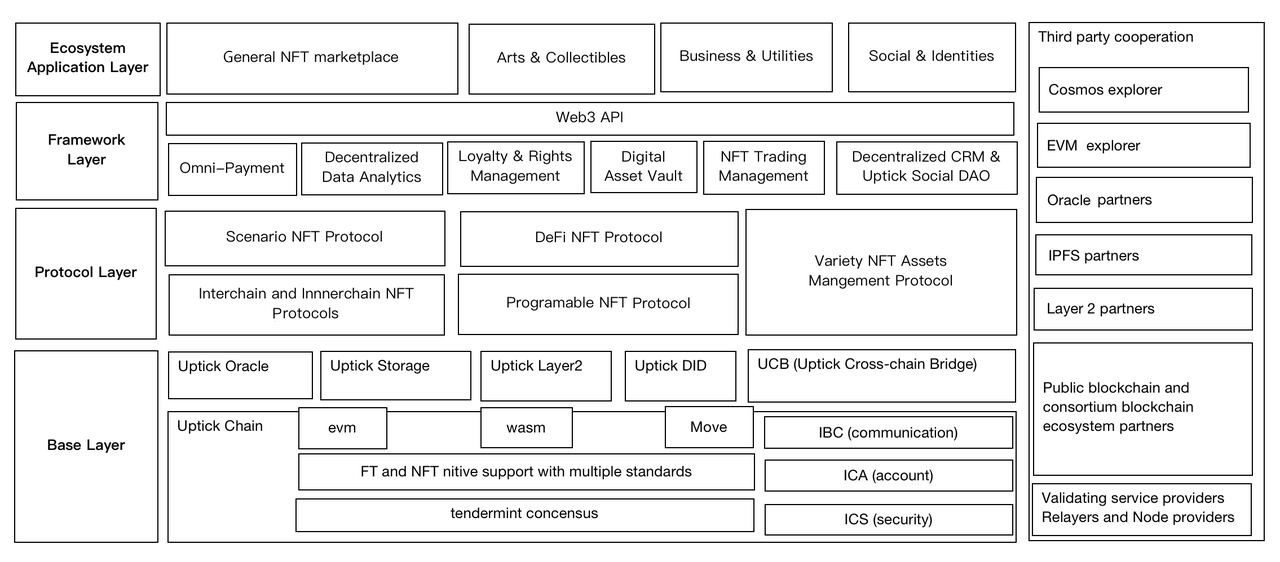 Ecosystem
Application Layer
General NFT marketplace
Arts & Collectibles
Business & Utilities
Social & Identities
Framework
Layer
Web3 API
Omni-Payment
Decentralized
Data Analytics
Loyalty & Rights
Management
Digital
Asset Vault
NFT Trading
Management
Decentralized CRM &
Uptick Social DAO
Protocol Layer
Scenario NFT Protocol
DeFi NFT Protocol
Variety NFT Assets
Mangement Protocol
Interchain and Innnerchain NFT
Protocols
Programable NFT Protocol
Base Layer
Uptick Oracle
Uptick Storage
Uptick Layer2
Uptick DID
UCB (Uptick Cross-chain Bridge)
Uptick Chain
evm
wasm
Move
IBC (communication)
FT and NFT nitive support with multiple standards
ICA (account)
tendermint concensus
ICS (security)
Third party cooperation
Cosmos explorer
EVM explorer
Oracle partners
IPFS partners
Layer 2 partners
Public blockchain and
consortium blockchain
ecosystem partners
Validating service providers
Relayers and Node providers